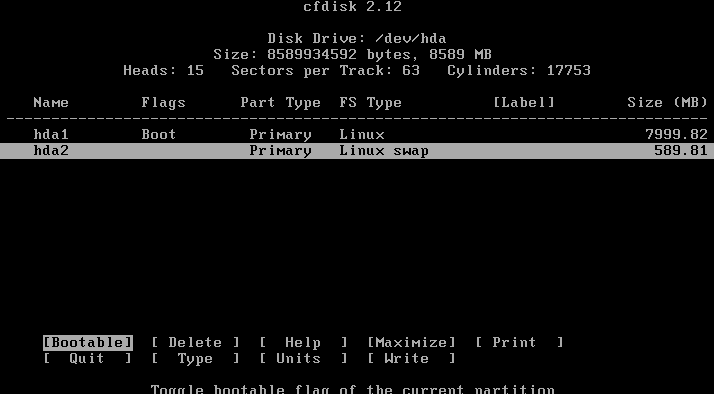 cfdisk 2.12
Disk Drive: /dev/hda
Size: 8589934592 bytes, 8589 MB
Heads: 15   Sectors per Track: 63   Cylinders: 17753
Name   Flags   Part Type   FS Type   [Label]   Size (MB)
hda1   Boot   Primary   Linux   7999.82
hda2   Primary   Linux swap   589.81
[Bootable]  [ Delete ]  [  Help  ]  [Maximize]  [ Print  ]
[  Quit  ]  [  Type  ]  [ Units  ]  [ Write  ]
Toggle bootable flag of the current partition